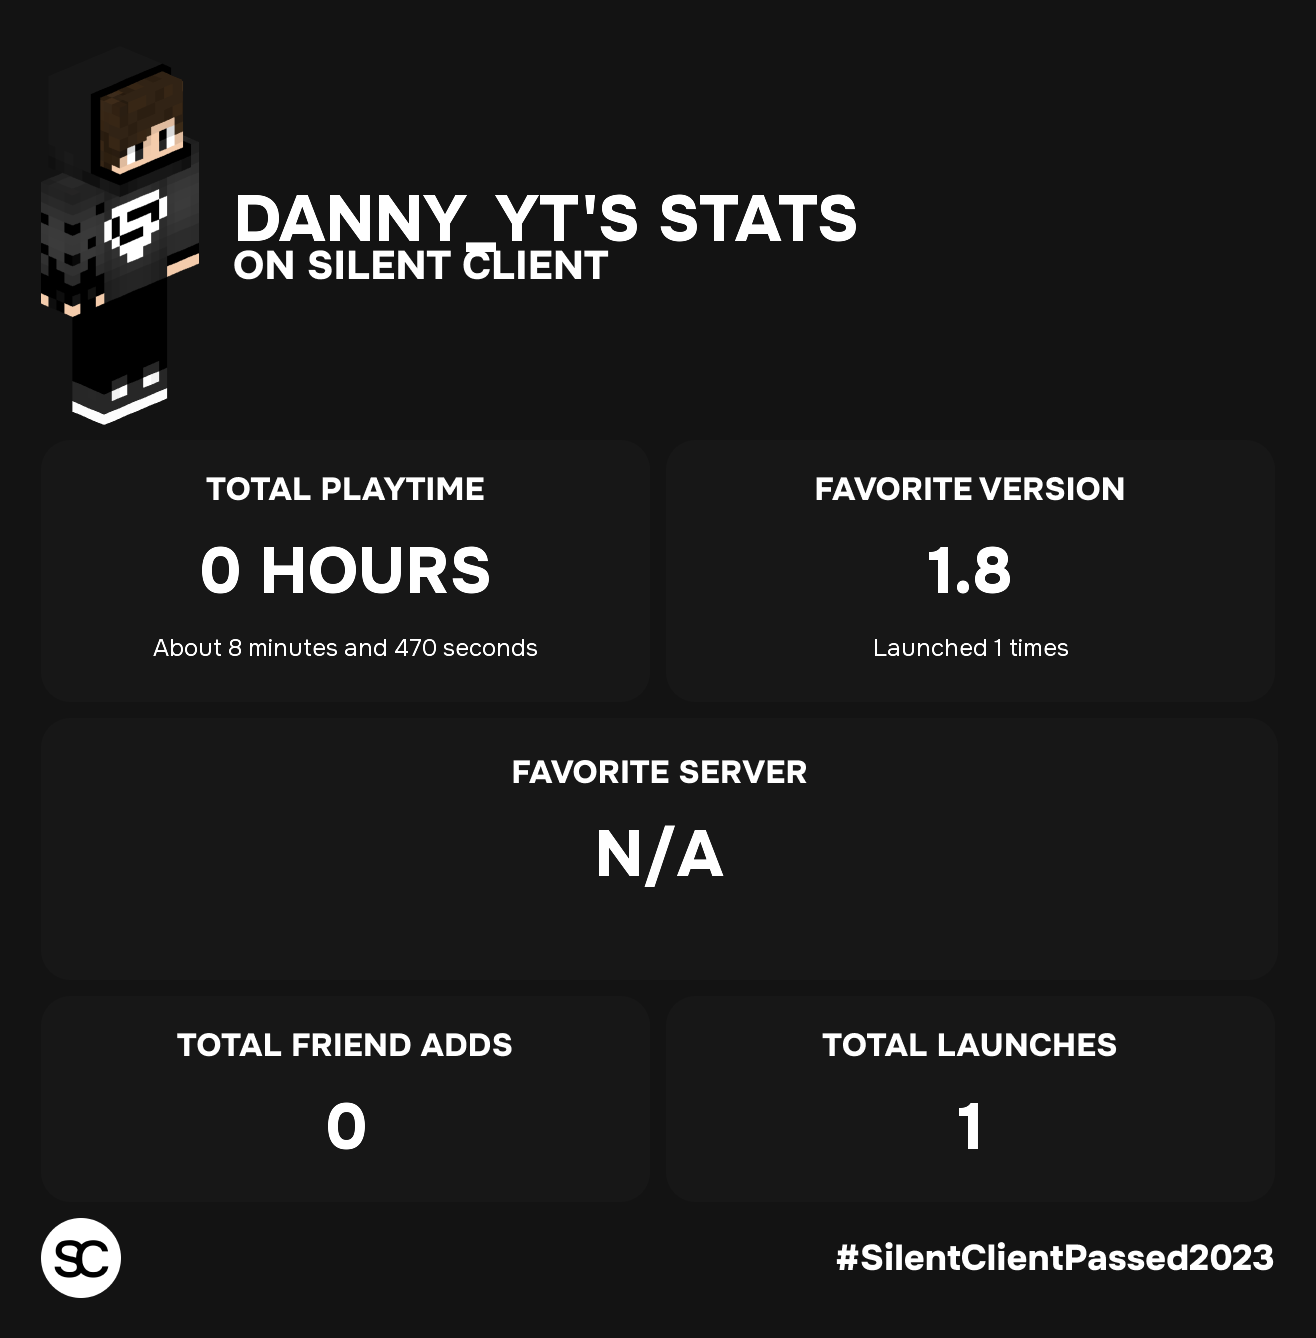 DANNY_YT'S STATS
ON SILENT CLIENT
TOTAL PLAYTIME
0 HOURS
About 8 minutes and 470 seconds
FAVORITE VERSION
1.8
Launched 1 times
FAVORITE SERVER
N/A
TOTAL FRIEND ADDS
0
TOTAL LAUNCHES
1
SC
#SilentClientPassed2023